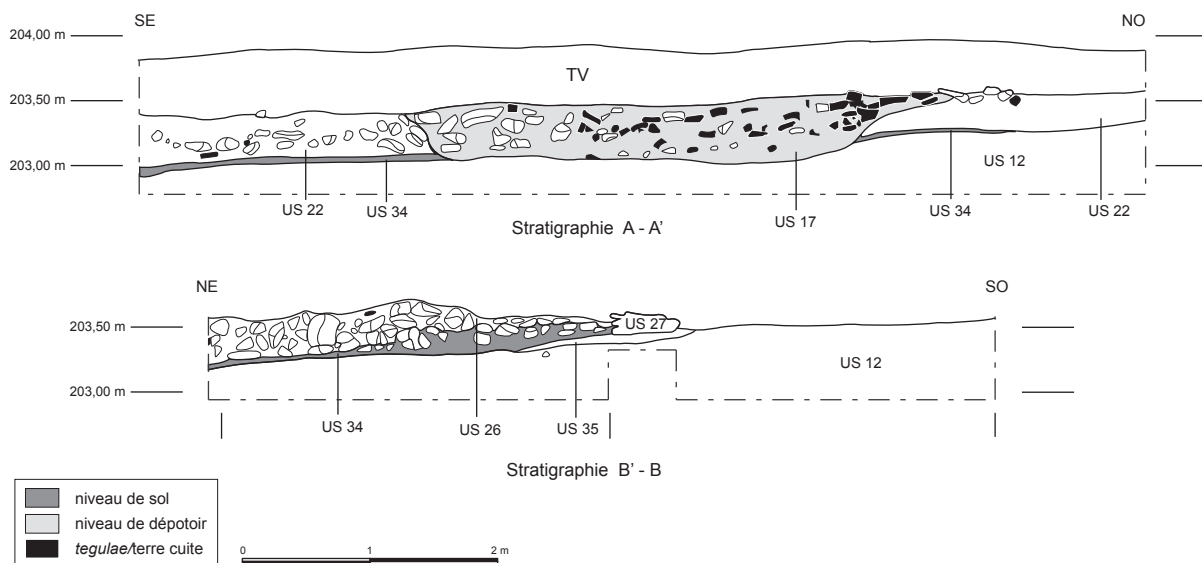 SE NO
204,00 m
TV
203,50 m
203,00 m
US 12
US 22 US 34 US 17 US 34 US 22
Stratigraphie A - A’
NE SO
203,50 m
US 27
US 12
203,00 m
US 34 US 26 US 35
Stratigraphie B’ - B
niveau de sol
niveau de dépotoir
tegulae/terre cuite
0 1 2 m